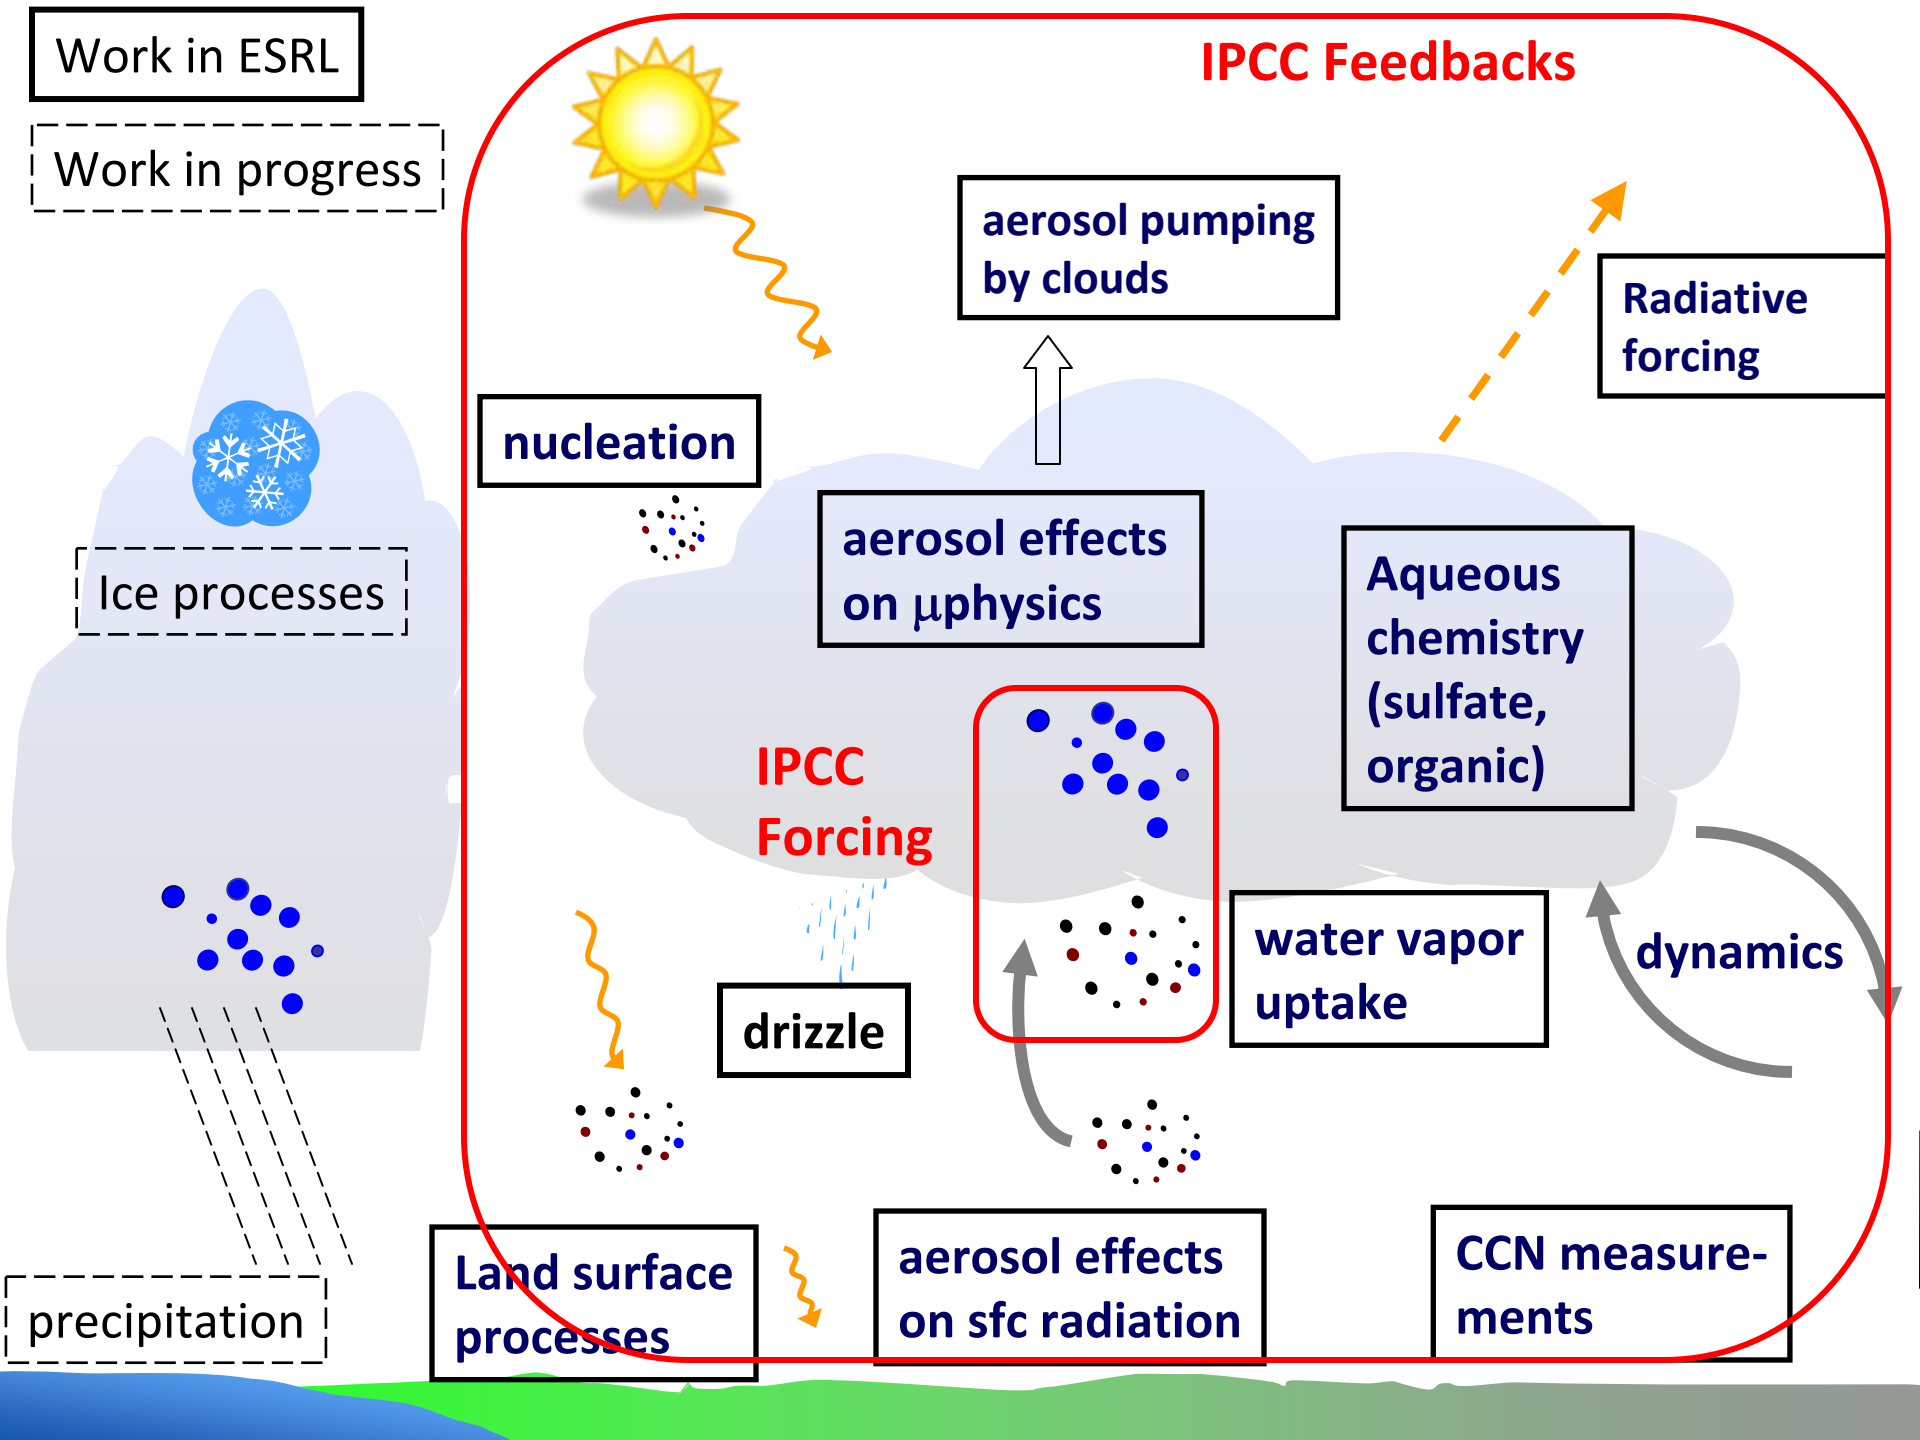 Work in ESRL
Work in progress
IPCC Feedbacks
aerosol pumping
by clouds
Radiative
forcing
nucleation
aerosol effects
on μphysics
Aqueous
chemistry
(sulfate,
organic)
Ice processes
IPCC
Forcing
water vapor
uptake
dynamics
drizzle
Land surface
processes
aerosol effects
on sfc radiation
CCN measure-
ments
precipitation